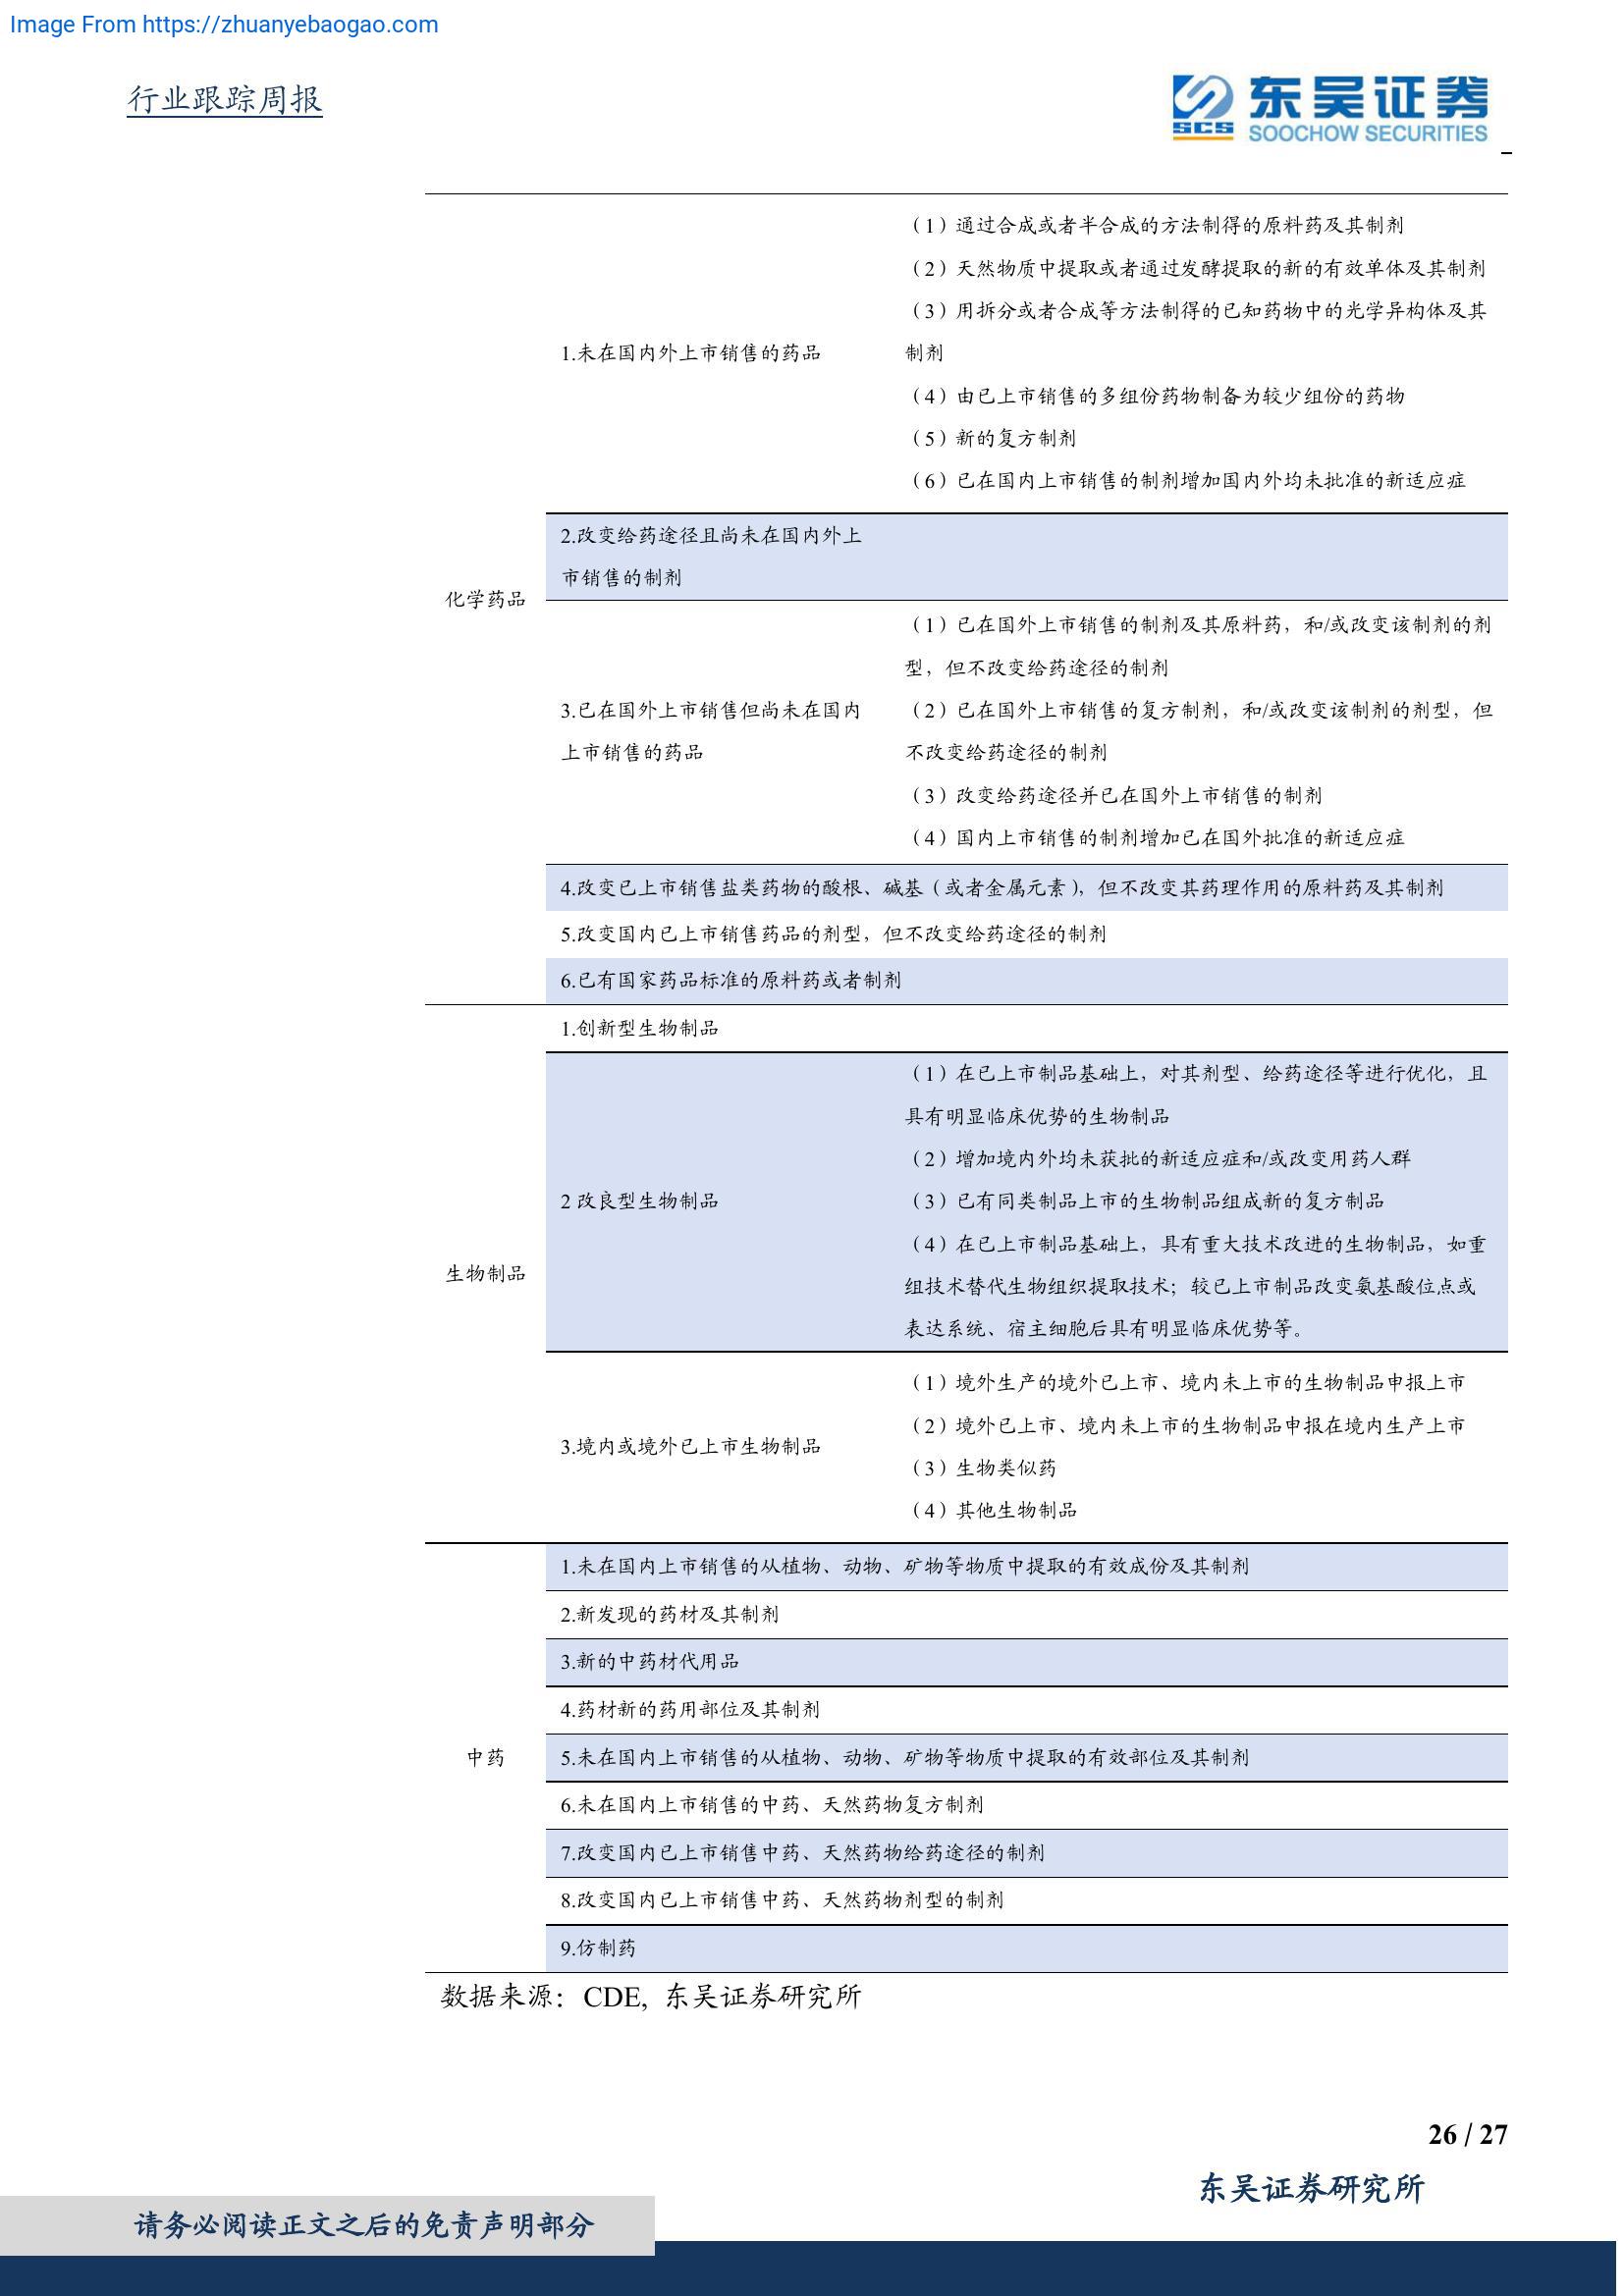 Image From https://zhuanyebaogao.com
行业跟踪周报
SCS
东吴证券
SOOCHOW SECURITIES
化学药品
1.未在国内外上市销售的药品
（1）通过合成或者半合成的方法制得的原料药及其制剂
（2）天然物质中提取或者通过发酵提取的新的有效单体及其制剂
（3）用拆分或者合成等方法制得的已知药物中的光学异构体及其
制剂
（4）由已上市销售的多组份药物制备为较少组份的药物
（5）新的复方制剂
（6）已在国内上市销售的制剂增加国内外均未批准的新适应症
2.改变给药途径且尚未在国内外上
市销售的制剂
3.已在国外上市销售但尚未在国内
上市销售的药品
（1）已在国外上市销售的制剂及其原料药，和/或改变该制剂的剂
型，但不改变给药途径的制剂
（2）已在国外上市销售的复方制剂，和/或改变该制剂的剂型，但
不改变给药途径的制剂
（3）改变给药途径并已在国外上市销售的制剂
（4）国内上市销售的制剂增加已在国外批准的新适应症
4.改变已上市销售盐类药物的酸根、碱基（或者金属元素），但不改变其药理作用的原料药及其制剂
5.改变国内已上市销售药品的剂型，但不改变给药途径的制剂
6.已有国家药品标准的原料药或者制剂
生物制品
1.创新型生物制品
2 改良型生物制品
（1）在已上市制品基础上，对其剂型、给药途径等进行优化，且
具有明显临床优势的生物制品
（2）增加境内外均未获批的新适应症和/或改变用药人群
（3）已有同类制品上市的生物制品组成新的复方制品
（4）在已上市制品基础上，具有重大技术改进的生物制品，如重
组技术替代生物组织提取技术；较已上市制品改变氨基酸位点或
表达系统、宿主细胞后具有明显临床优势等。
3.境内或境外已上市生物制品
（1）境外生产的境外已上市、境内未上市的生物制品申报上市
（2）境外已上市、境内未上市的生物制品申报在境内生产上市
（3）生物类似药
（4）其他生物制品
中药
1.未在国内上市销售的从植物、动物、矿物等物质中提取的有效成份及其制剂
2.新发现的药材及其制剂
3.新的中药材代用品
4.药材新的药用部位及其制剂
5.未在国内上市销售的从植物、动物、矿物等物质中提取的有效部位及其制剂
6.未在国内上市销售的中药、天然药物复方制剂
7.改变国内已上市销售中药、天然药物给药途径的制剂
8.改变国内已上市销售中药、天然药物剂型的制剂
9.仿制药
数据来源：CDE，东吴证券研究所
26 / 27
东吴证券研究所
请务必阅读正文之后的免责声明部分